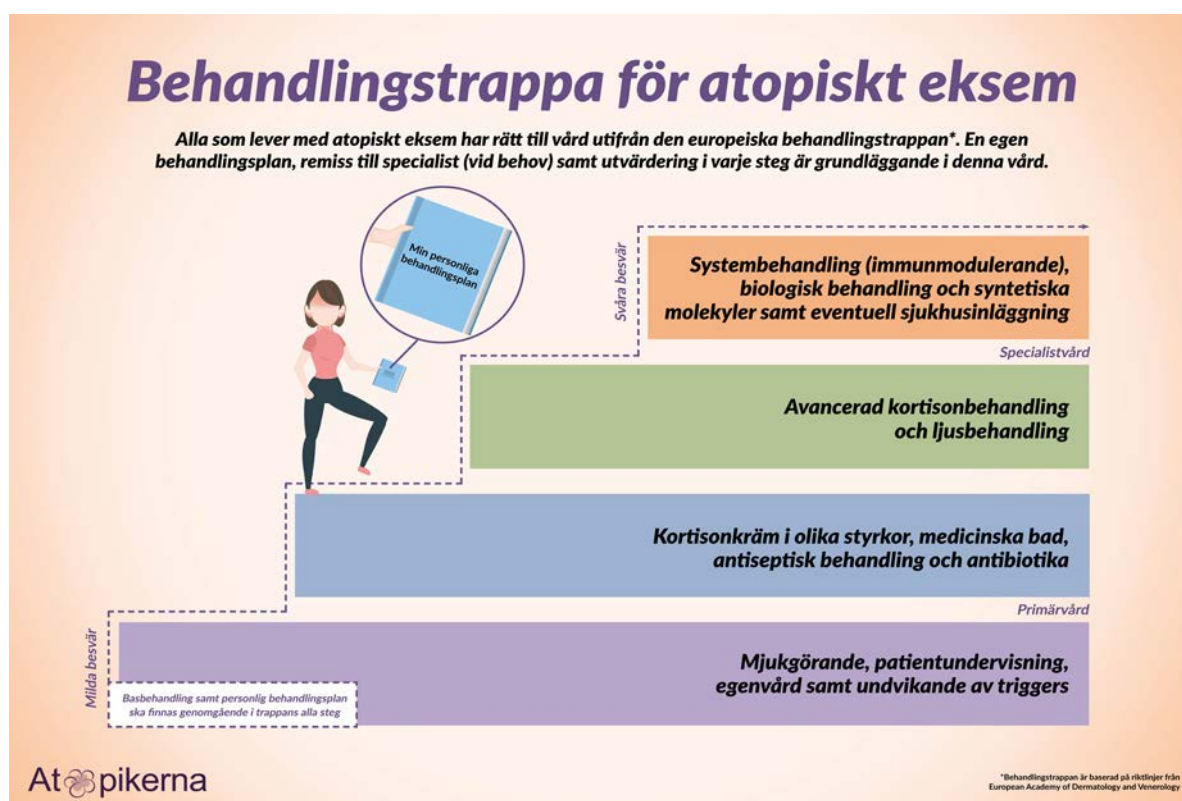 Behandlingstrappa för atopiskt eksem
Alla som lever med atopiskt eksem har rätt till vård utifrån den europeiska behandlingstrappan*. En egen
behandlingsplan, remiss till specialist (vid behov) samt utvärdering i varje steg är grundläggande i denna vård.
Min personliga
behandlingsplan
Svåra besvär
Systembehandling (immunmodulerande),
biologisk behandling och syntetiska
molekyler samt eventuell sjukhusinläggning
Specialistvård
Avancerad kortisonbehandling
och ljusbehandling
Kortisonkräm i olika styrkor, medicinska bad,
antiseptisk behandling och antibiotika
Primärvård
Milda besvär
Mjukgörande, patientundervisning,
egenvård samt undvikande av triggers
Basbehandling samt personlig behandlingsplan
ska finnas genomgående i trappans alla steg
Atopikerna
*Behandlingstrappan är baserad på riktlinjer från
European Academy of Dermatology and Venerology